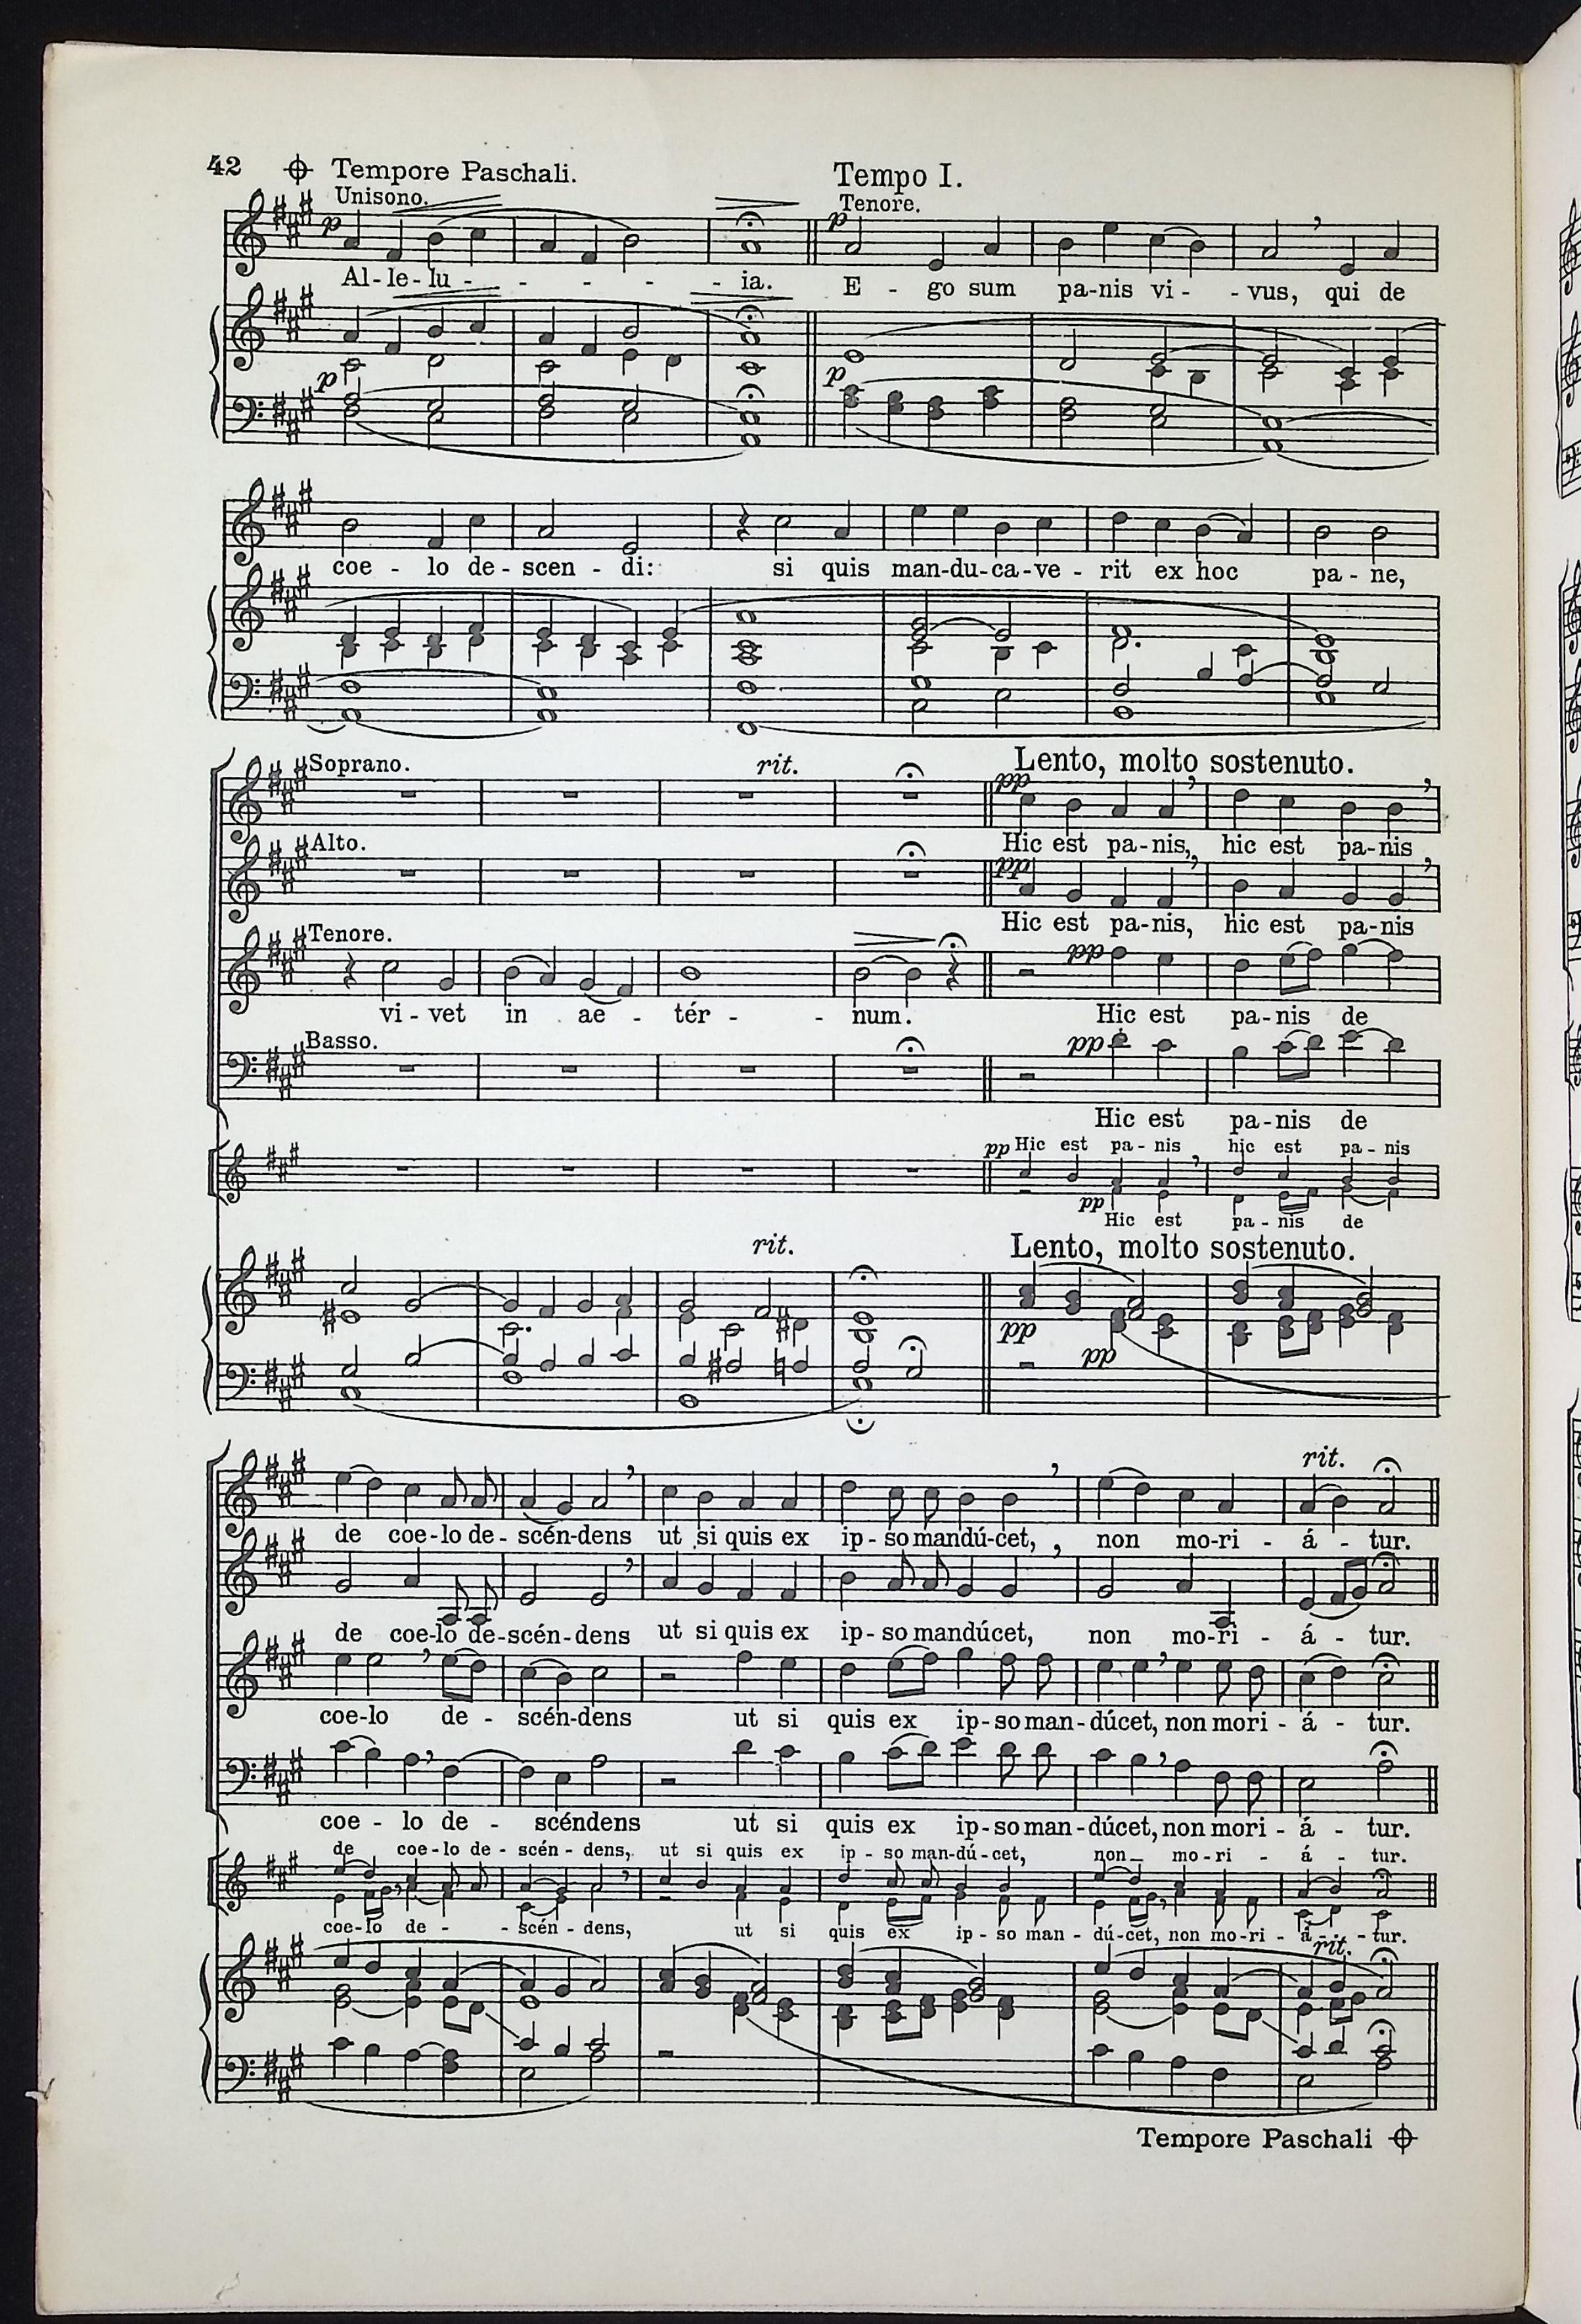 42 Tempore Paschali. Tempo I.
Unisono. Tenore.
p p
Al-le-lu - - - - - ia. E - go sum pa-nis vi - - vus, qui de
p p
coe - lo de - scen - di: si quis man-du-ca-ve - rit ex hoc pa - ne,
Soprano. rit. Lento, molto sostenuto.
pp
Hic est pa-nis, hic est pa-nis
Alto.
pp
Hic est pa-nis, hic est pa-nis
Tenore.
pp
vi - vet in ae - tér - - num. Hic est pa-nis de
Basso.
pp
Hic est pa-nis de
pp Hic est pa - nis hic est pa - nis
pp
Hic est pa - nis de
rit. Lento, molto sostenuto.
pp pp
rit.
de coe-lo de-scén-dens ut si quis ex ip-so mandú-cet, non mo-ri - á - tur.
de coe-lo de-scén-dens ut si quis ex ip-so mandúcet, non mo-ri - á - tur.
coe-lo de - scén-dens ut si quis ex ip-so man-dúcet, non mori - á - tur.
coe - lo de - scéndens ut si quis ex ip-so man-dúcet, non mori - á - tur.
de coe-lo de - scén - dens, ut si quis ex ip - so man-dú-cet, non mo-ri - á - tur.
coe-lo de - - scén - dens, ut si quis ex ip - so man - dú-cet, non mo-ri - á - - tur.
rit.
Tempore Paschali